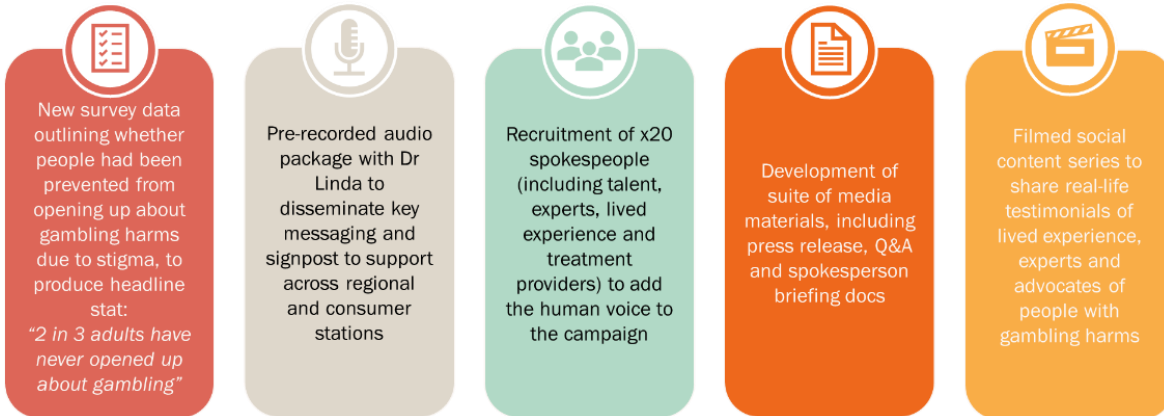 New survey data
outlining whether
people had been
prevented from
opening up about
gambling harms
due to stigma, to
produce headline
stat:
“2 in 3 adults have
never opened up
about gambling”
Pre-recorded audio
package with Dr
Linda to
disseminate key
messaging and
signpost to support
across regional
and consumer
stations
Recruitment of x20
spokespeople
(including talent,
experts, lived
experience and
treatment
providers) to add
the human voice to
the campaign
Development of
suite of media
materials, including
press release, Q&A
and spokesperson
briefing docs
Filmed social
content series to
share real-life
testimonials of
lived experience,
experts and
advocates of
people with
gambling harms